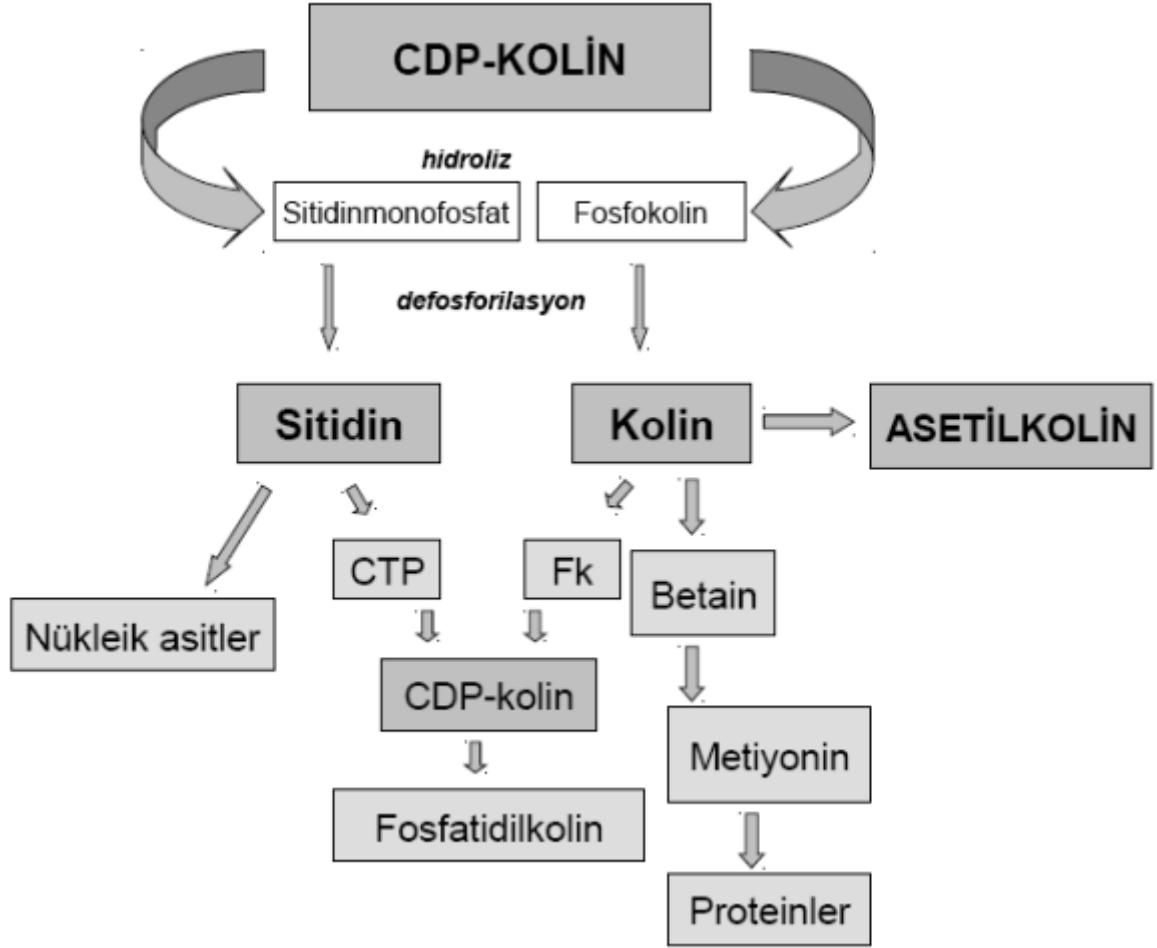 CDP-KOLİN
hidroliz
Sitidinmonofosfat
Fosfokolin
defosforilasyon
Sitidin
Kolin
ASETİLKOLİN
CTP
Fk
Betain
Nükleik asitler
CDP-kolin
Metiyonin
Fosfatidilkolin
Proteinler